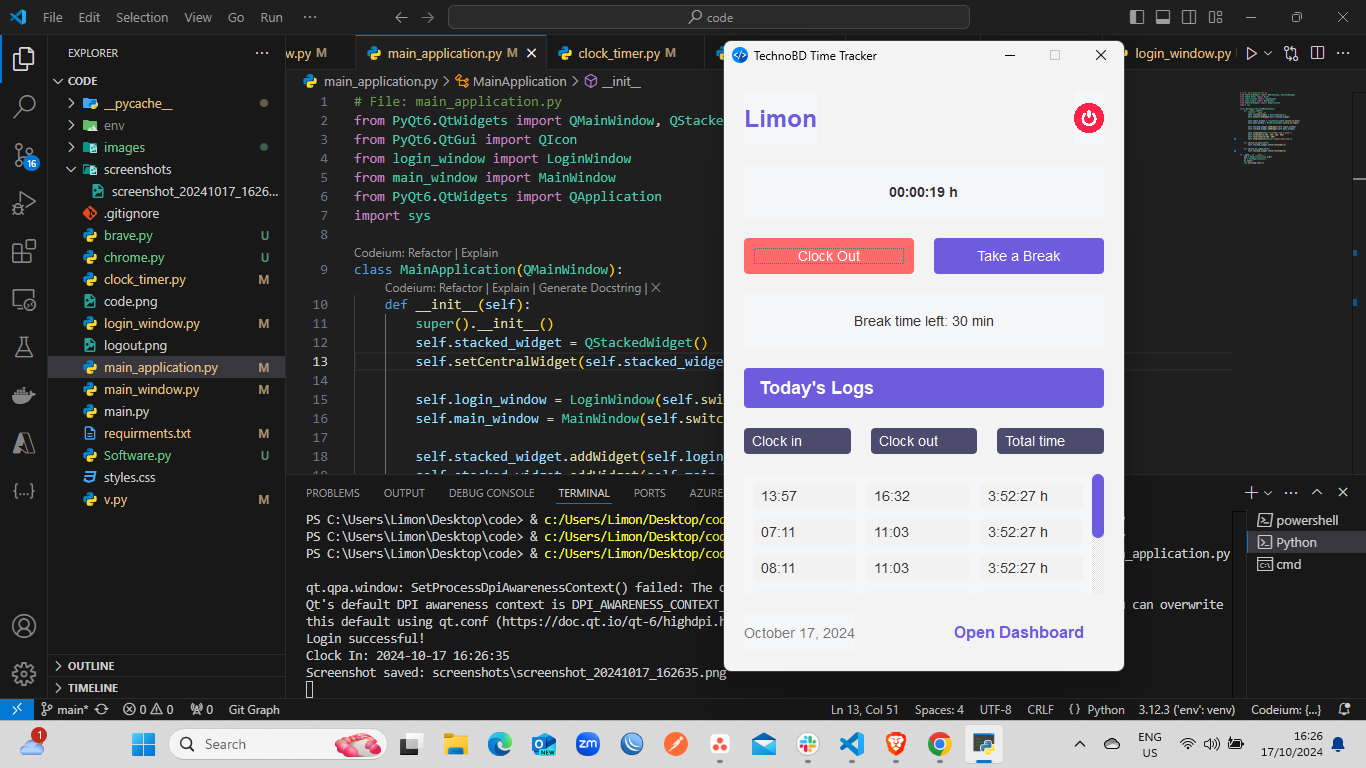 File Edit Selection View Go Run ··· code
EXPLORER ···
CODE
__pycache__
env
images
screenshots
screenshot_20241017_1626...
.gitignore
brave.py U
chrome.py U
clock_timer.py M
code.png
login_window.py M
logout.png
main_application.py M
main_window.py M
main.py
requirments.txt M
Software.py U
styles.css
v.py M
OUTLINE
TIMELINE
16
w.py M main_application.py M clock_timer.py M login_window.py
main_application.py > MainApplication > __init__
1 # File: main_application.py
2 from PyQt6.QtWidgets import QMainWindow, QStacke
3 from PyQt6.QtGui import QIcon
4 from login_window import LoginWindow
5 from main_window import MainWindow
6 from PyQt6.QtWidgets import QApplication
7 import sys
8
Codeium: Refactor | Explain
9 class MainApplication(QMainWindow):
Codeium: Refactor | Explain | Generate Docstring | X
10 def __init__(self):
11 super().__init__()
12 self.stacked_widget = QStackedWidget()
13 self.setCentralWidget(self.stacked_widge
14
15 self.login_window = LoginWindow(self.swi
16 self.main_window = MainWindow(self.switc
17
18 self.stacked_widget.addWidget(self.login
PROBLEMS OUTPUT DEBUG CONSOLE TERMINAL PORTS AZURE
PS C:\Users\Limon\Desktop\code> & c:/Users/Limon/Desktop/cod
PS C:\Users\Limon\Desktop\code> & c:/Users/Limon/Desktop/cod
PS C:\Users\Limon\Desktop\code> & c:/Users/Limon/Desktop/cod
_application.py
qt.qpa.window: SetProcessDpiAwarenessContext() failed: The
Qt's default DPI awareness context is DPI_AWARENESS_CONTEXT_
can overwrite
this default using qt.conf (https://doc.qt.io/qt-6/highdpi.h
Login successful!
Clock In: 2024-10-17 16:26:35
Screenshot saved: screenshots\screenshot_20241017_162635.png
powershell
Python
cmd
TechnoBD Time Tracker
Limon
00:00:19 h
Clock Out Take a Break
Break time left: 30 min
Today's Logs
Clock in Clock out Total time
13:57 16:32 3:52:27 h
07:11 11:03 3:52:27 h
08:11 11:03 3:52:27 h
October 17, 2024 Open Dashboard
main* 0 0 0 Git Graph Ln 13, Col 51 Spaces: 4 UTF-8 CRLF {} Python 3.12.3 ('env': venv) Codeium: {...}
1 Search NEW zm ENG 16:26
US 17/10/2024